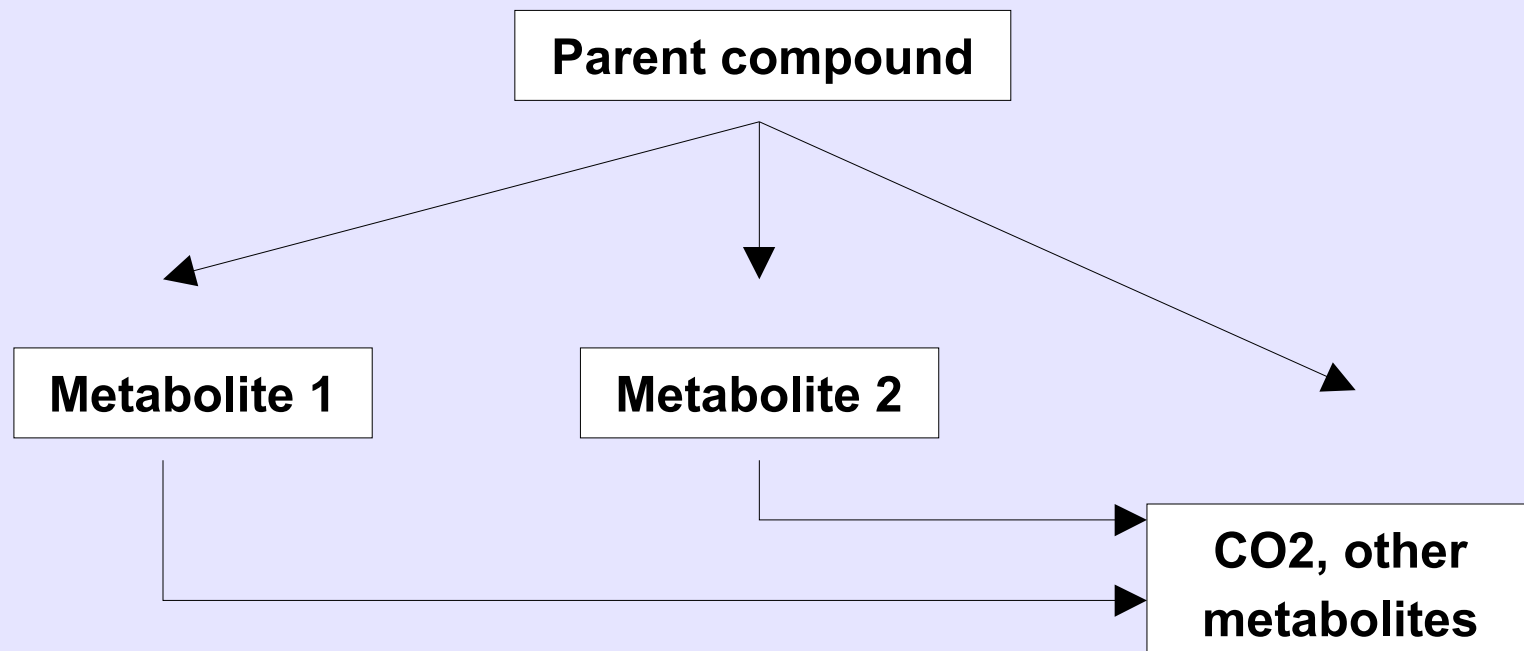 Parent compound
Metabolite 1
Metabolite 2
CO2, other
metabolites